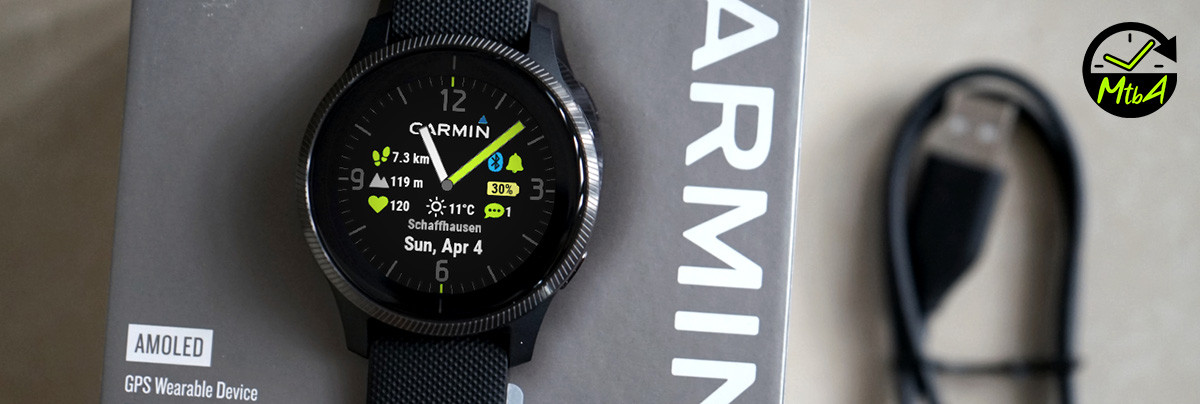 12
GARMIN
7.3 km
119 m
30%
9
3
120
11°C
1
Schaffhausen
Sun, Apr 4
6
AMOLED
GPS Wearable Device
ARMIN
MtbA